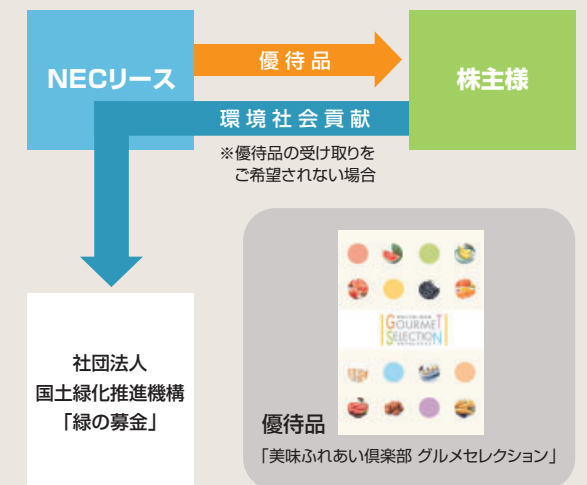 NECリース
優待品
株主様
環境社会貢献
※優待品の受け取りを
ご希望されない場合
社団法人
国土緑化推進機構
「緑の募金」
GOURMET
SELECTION
優待品
「美味ふれあい倶楽部 グルメセレクション」